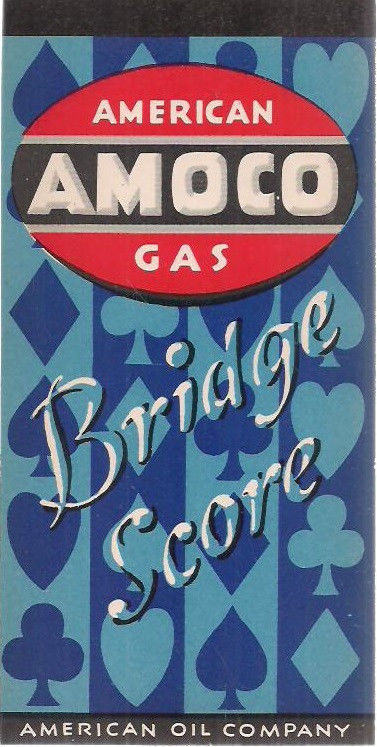 AMERICAN
AMOCO
GAS
Bridge
Score
AMERICAN OIL COMPANY